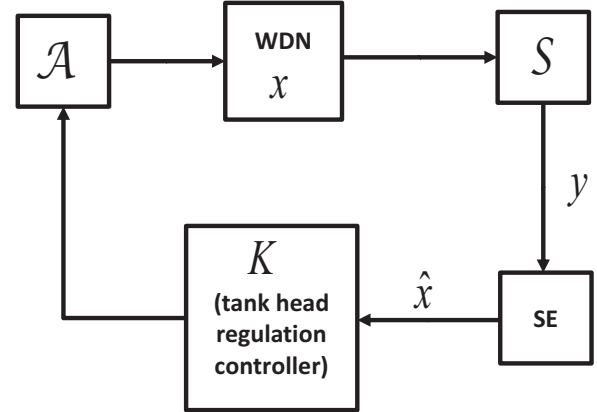 𝒜
WDN
x
𝒮
y
SE
x̂
K
(tank head
regulation
controller)